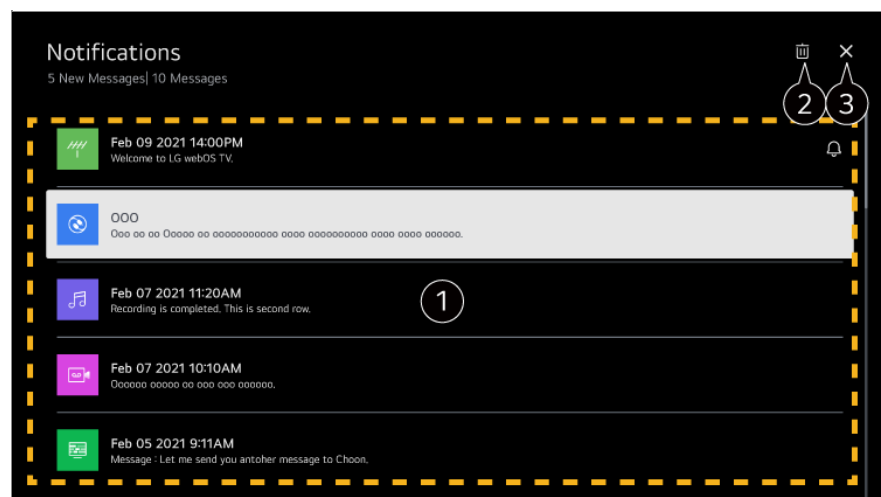 Notifications
5 New Messages| 10 Messages
2 3
Feb 09 2021 14:00PM
Welcome to LG webOS TV.
OOO
Ooo oo oo Ooooo oo ooooooooooo oooo oooooooooo oooo oooo oooooo.
Feb 07 2021 11:20AM
Recording is completed. This is second row.
1
Feb 07 2021 10:10AM
Oooooo ooooo oo ooo ooo oooooo.
Feb 05 2021 9:11AM
Message : Let me send you antoher message to Choon.